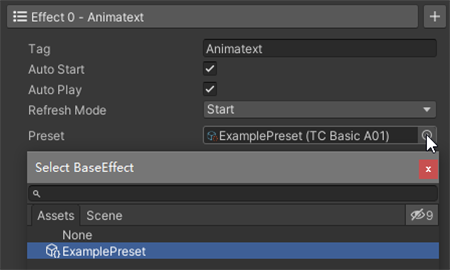 Effect 0 - Animatext
Tag Animatext
Auto Start
Auto Play
Refresh Mode Start
Preset ExamplePreset (TC Basic A01)
Select BaseEffect x
Assets Scene 9
None
ExamplePreset